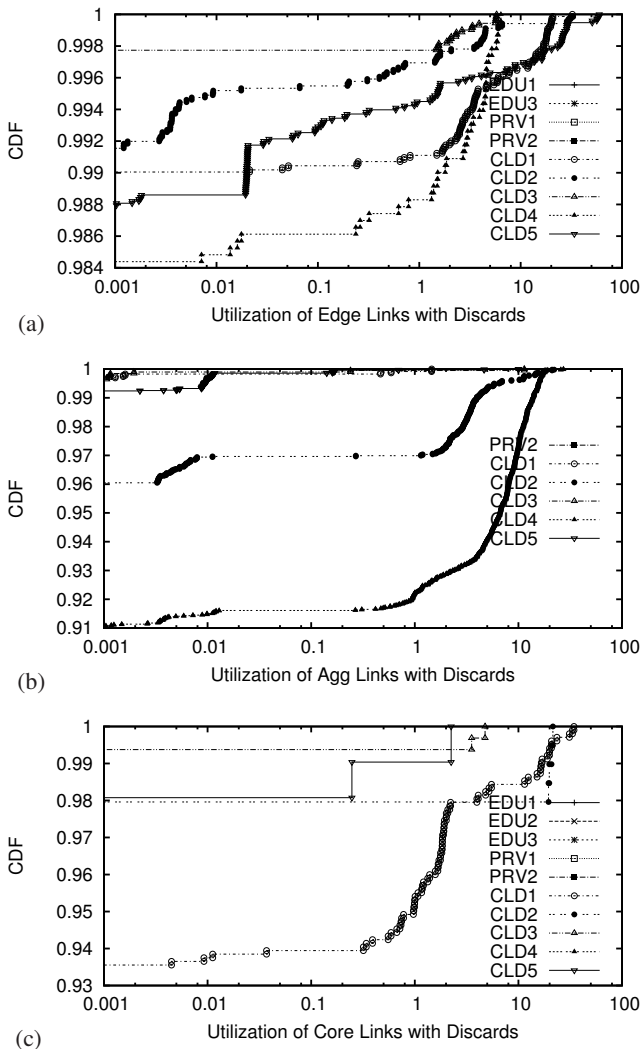 1
0.998
0.996
0.994
0.992
0.99
0.988
0.986
0.984
CDF
EDU1
EDU3
PRV1
PRV2
CLD1
CLD2
CLD3
CLD4
CLD5
0.001 0.01 0.1 1 10 100
Utilization of Edge Links with Discards
(a)
1
0.99
0.98
0.97
0.96
0.95
0.94
0.93
0.92
0.91
CDF
PRV2
CLD1
CLD2
CLD3
CLD4
CLD5
0.001 0.01 0.1 1 10 100
Utilization of Agg Links with Discards
(b)
1
0.99
0.98
0.97
0.96
0.95
0.94
0.93
CDF
EDU1
EDU2
EDU3
PRV1
PRV2
CLD1
CLD2
CLD3
CLD4
CLD5
0.001 0.01 0.1 1 10 100
Utilization of Core Links with Discards
(c)